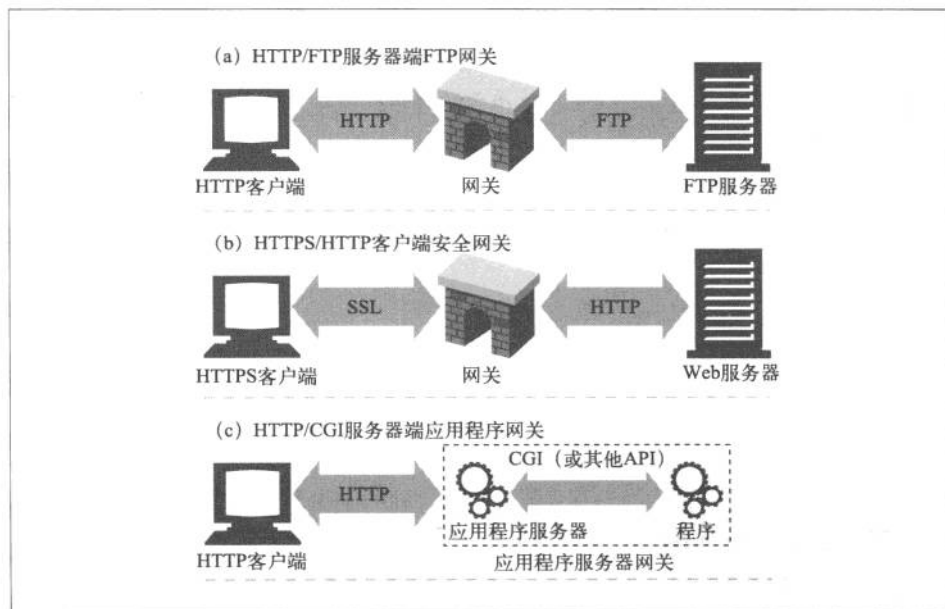 (a) HTTP/FTP服务器端FTP网关
HTTP
FTP
HTTP客户端
网关
FTP服务器
(b) HTTPS/HTTP客户端安全网关
SSL
HTTP
HTTPS客户端
网关
Web服务器
(c) HTTP/CGI服务器端应用程序网关
CGI（或其他API）
HTTP
应用程序服务器
程序
HTTP客户端
应用程序服务器网关